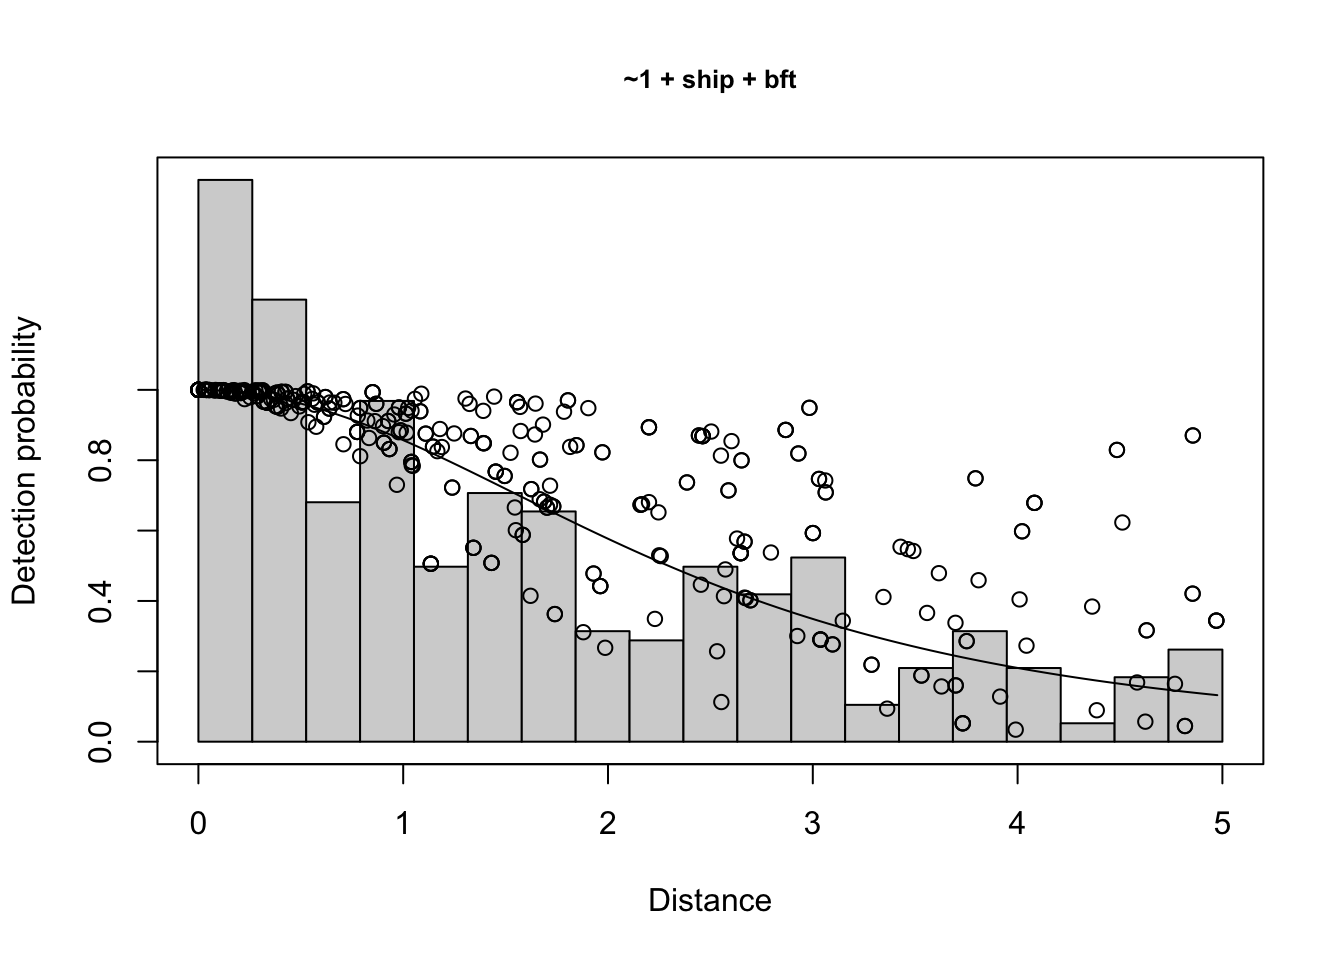 ~1 + ship + bft
Detection probability
0.8
0.4
0.0
0 1 2 3 4 5
Distance